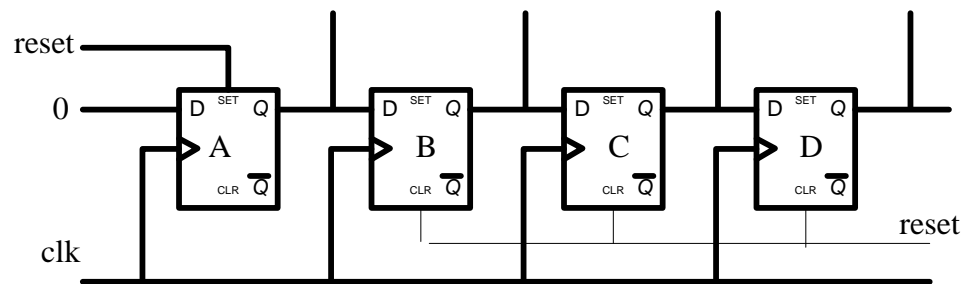 reset
0 D SET Q D SET Q D SET Q D SET Q
A B C D
CLR Q CLR Q CLR Q CLR Q
reset
clk